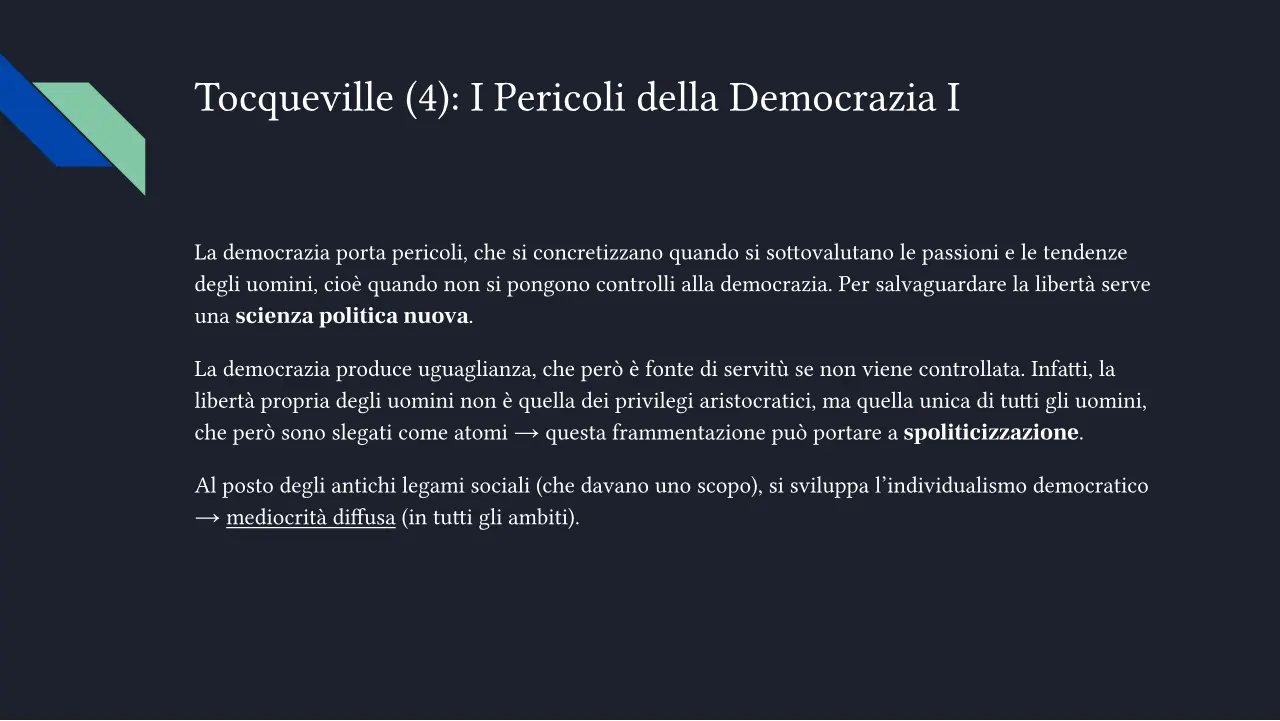 Tocqueville (4): I Pericoli della Democrazia I
La democrazia porta pericoli, che si concretizzano quando si sottovalutano le passioni e le tendenze
degli uomini, cioè quando non si pongono controlli alla democrazia. Per salvaguardare la libertà serve
una scienza politica nuova.
La democrazia produce uguaglianza, che però è fonte di servitù se non viene controllata. Infatti, la
libertà propria degli uomini non è quella dei privilegi aristocratici, ma quella unica di tutti gli uomini,
che però sono slegati come atomi → questa frammentazione può portare a spoliticizzazione.
Al posto degli antichi legami sociali (che davano uno scopo), si sviluppa l’individualismo democratico
→ mediocrità diffusa (in tutti gli ambiti).